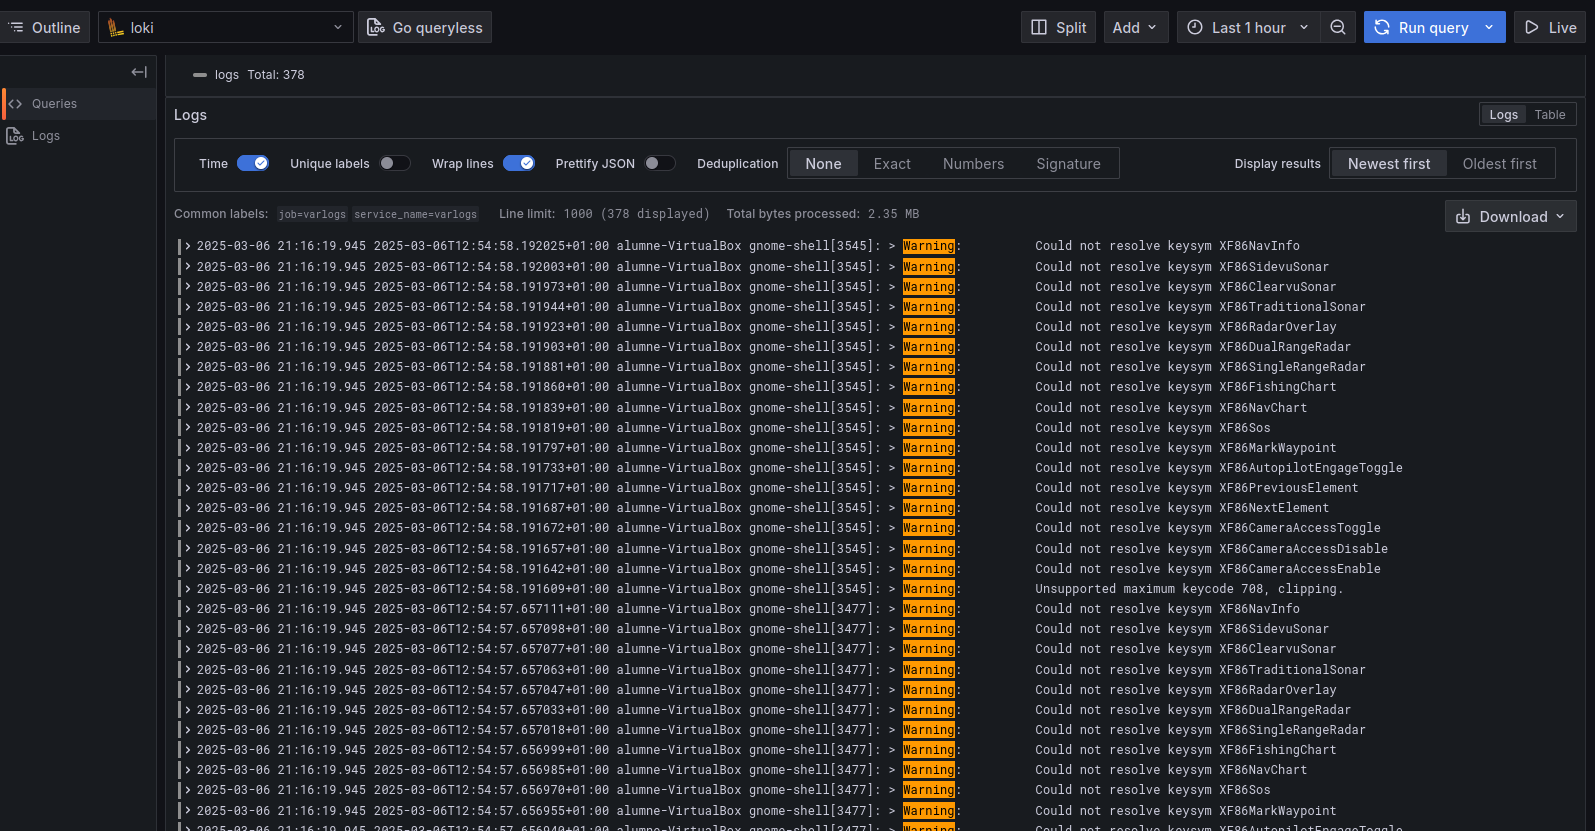 Outline loki Go queryless Split Add Last 1 hour Run query Live
logs Total: 378
Queries
Logs
Logs Logs Table
Time Unique labels Wrap lines Prettify JSON Deduplication None Exact Numbers Signature Display results Newest first Oldest first
Common labels: job=varlogs service_name=varlogs Line limit: 1000 (378 displayed) Total bytes processed: 2.35 MB Download
2025-03-06 21:16:19.945 2025-03-06T12:54:58.192025+01:00 alumne-VirtualBox gnome-shell[3545]: > Warning: Could not resolve keysym XF86NavInfo
2025-03-06 21:16:19.945 2025-03-06T12:54:58.192003+01:00 alumne-VirtualBox gnome-shell[3545]: > Warning: Could not resolve keysym XF86SidevuSonar
2025-03-06 21:16:19.945 2025-03-06T12:54:58.191973+01:00 alumne-VirtualBox gnome-shell[3545]: > Warning: Could not resolve keysym XF86ClearvuSonar
2025-03-06 21:16:19.945 2025-03-06T12:54:58.191944+01:00 alumne-VirtualBox gnome-shell[3545]: > Warning: Could not resolve keysym XF86TraditionalSonar
2025-03-06 21:16:19.945 2025-03-06T12:54:58.191923+01:00 alumne-VirtualBox gnome-shell[3545]: > Warning: Could not resolve keysym XF86RadarOverlay
2025-03-06 21:16:19.945 2025-03-06T12:54:58.191903+01:00 alumne-VirtualBox gnome-shell[3545]: > Warning: Could not resolve keysym XF86DualRangeRadar
2025-03-06 21:16:19.945 2025-03-06T12:54:58.191881+01:00 alumne-VirtualBox gnome-shell[3545]: > Warning: Could not resolve keysym XF86SingleRangeRadar
2025-03-06 21:16:19.945 2025-03-06T12:54:58.191860+01:00 alumne-VirtualBox gnome-shell[3545]: > Warning: Could not resolve keysym XF86FishingChart
2025-03-06 21:16:19.945 2025-03-06T12:54:58.191839+01:00 alumne-VirtualBox gnome-shell[3545]: > Warning: Could not resolve keysym XF86NavChart
2025-03-06 21:16:19.945 2025-03-06T12:54:58.191819+01:00 alumne-VirtualBox gnome-shell[3545]: > Warning: Could not resolve keysym XF86Sos
2025-03-06 21:16:19.945 2025-03-06T12:54:58.191797+01:00 alumne-VirtualBox gnome-shell[3545]: > Warning: Could not resolve keysym XF86MarkWaypoint
2025-03-06 21:16:19.945 2025-03-06T12:54:58.191733+01:00 alumne-VirtualBox gnome-shell[3545]: > Warning: Could not resolve keysym XF86AutopilotEngageToggle
2025-03-06 21:16:19.945 2025-03-06T12:54:58.191717+01:00 alumne-VirtualBox gnome-shell[3545]: > Warning: Could not resolve keysym XF86PreviousElement
2025-03-06 21:16:19.945 2025-03-06T12:54:58.191687+01:00 alumne-VirtualBox gnome-shell[3545]: > Warning: Could not resolve keysym XF86NextElement
2025-03-06 21:16:19.945 2025-03-06T12:54:58.191672+01:00 alumne-VirtualBox gnome-shell[3545]: > Warning: Could not resolve keysym XF86CameraAccessToggle
2025-03-06 21:16:19.945 2025-03-06T12:54:58.191657+01:00 alumne-VirtualBox gnome-shell[3545]: > Warning: Could not resolve keysym XF86CameraAccessDisable
2025-03-06 21:16:19.945 2025-03-06T12:54:58.191642+01:00 alumne-VirtualBox gnome-shell[3545]: > Warning: Could not resolve keysym XF86CameraAccessEnable
2025-03-06 21:16:19.945 2025-03-06T12:54:58.191609+01:00 alumne-VirtualBox gnome-shell[3545]: > Warning: Unsupported maximum keycode 708, clipping.
2025-03-06 21:16:19.945 2025-03-06T12:54:57.657111+01:00 alumne-VirtualBox gnome-shell[3477]: > Warning: Could not resolve keysym XF86NavInfo
2025-03-06 21:16:19.945 2025-03-06T12:54:57.657098+01:00 alumne-VirtualBox gnome-shell[3477]: > Warning: Could not resolve keysym XF86SidevuSonar
2025-03-06 21:16:19.945 2025-03-06T12:54:57.657077+01:00 alumne-VirtualBox gnome-shell[3477]: > Warning: Could not resolve keysym XF86ClearvuSonar
2025-03-06 21:16:19.945 2025-03-06T12:54:57.657063+01:00 alumne-VirtualBox gnome-shell[3477]: > Warning: Could not resolve keysym XF86TraditionalSonar
2025-03-06 21:16:19.945 2025-03-06T12:54:57.657047+01:00 alumne-VirtualBox gnome-shell[3477]: > Warning: Could not resolve keysym XF86RadarOverlay
2025-03-06 21:16:19.945 2025-03-06T12:54:57.657033+01:00 alumne-VirtualBox gnome-shell[3477]: > Warning: Could not resolve keysym XF86DualRangeRadar
2025-03-06 21:16:19.945 2025-03-06T12:54:57.657018+01:00 alumne-VirtualBox gnome-shell[3477]: > Warning: Could not resolve keysym XF86SingleRangeRadar
2025-03-06 21:16:19.945 2025-03-06T12:54:57.656999+01:00 alumne-VirtualBox gnome-shell[3477]: > Warning: Could not resolve keysym XF86FishingChart
2025-03-06 21:16:19.945 2025-03-06T12:54:57.656985+01:00 alumne-VirtualBox gnome-shell[3477]: > Warning: Could not resolve keysym XF86NavChart
2025-03-06 21:16:19.945 2025-03-06T12:54:57.656970+01:00 alumne-VirtualBox gnome-shell[3477]: > Warning: Could not resolve keysym XF86Sos
2025-03-06 21:16:19.945 2025-03-06T12:54:57.656955+01:00 alumne-VirtualBox gnome-shell[3477]: > Warning: Could not resolve keysym XF86MarkWaypoint
2025-03-06 21:16:19.945 2025-03-06T12:54:57.656940+01:00 alumne-VirtualBox gnome-shell[3477]: > Warning: Could not resolve keysym XF86AutopilotEngageToggle